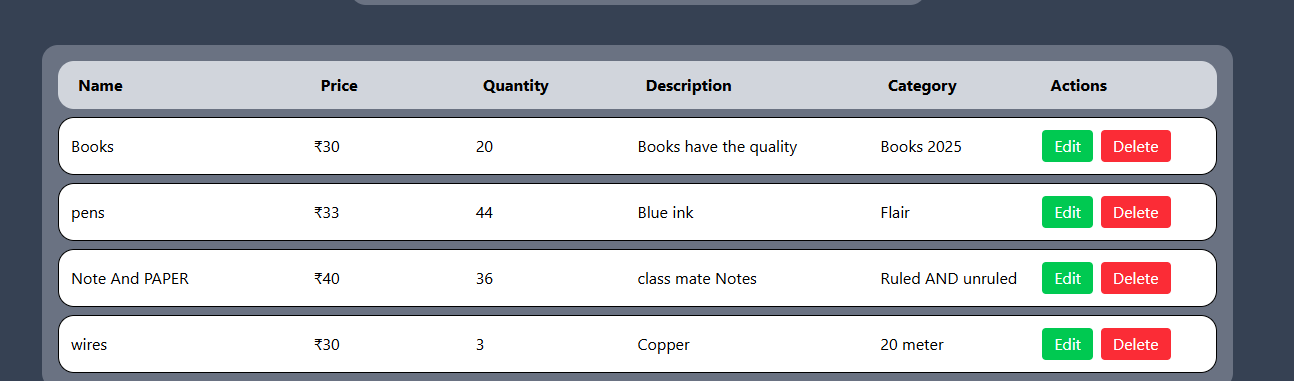 Name Price Quantity Description Category Actions
Books ₹30 20 Books have the quality Books 2025 Edit Delete
pens ₹33 44 Blue ink Flair Edit Delete
Note And PAPER ₹40 36 class mate Notes Ruled AND unruled Edit Delete
wires ₹30 3 Copper 20 meter Edit Delete